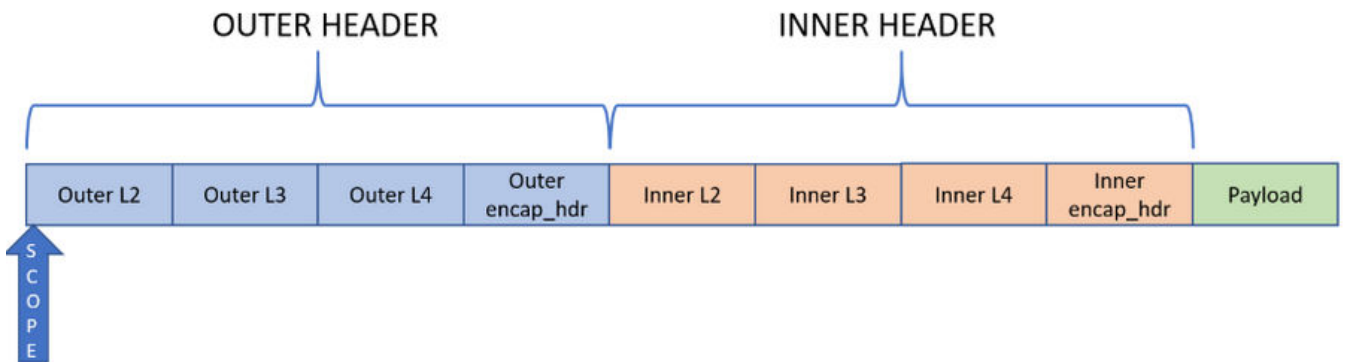 OUTER HEADER
INNER HEADER
Outer L2
Outer L3
Outer L4
Outer
encap_hdr
Inner L2
Inner L3
Inner L4
Inner
encap_hdr
Payload
S
C
O
P
E